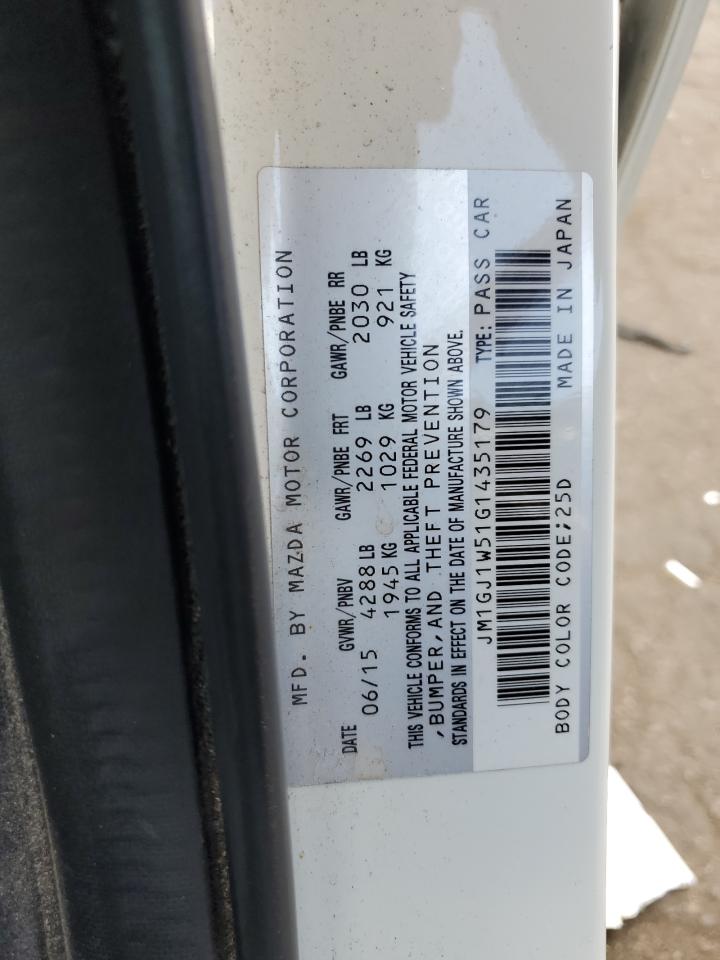 MFD. BY MAZDA MOTOR CORPORATION
DATE GVWR/PNBV GAWR/PNBE FRT GAWR/PNBE RR
06/15 4288 LB 2269 LB 2030 LB
1945 KG 1029 KG 921 KG
THIS VEHICLE CONFORMS TO ALL APPLICABLE FEDERAL MOTOR VEHICLE SAFETY
,BUMPER,AND THEFT PREVENTION
STANDARDS IN EFFECT ON THE DATE OF MANUFACTURE SHOWN ABOVE.
JM1GJ1W51G1435179 TYPE: PASS CAR
BODY COLOR CODE;25D MADE IN JAPAN